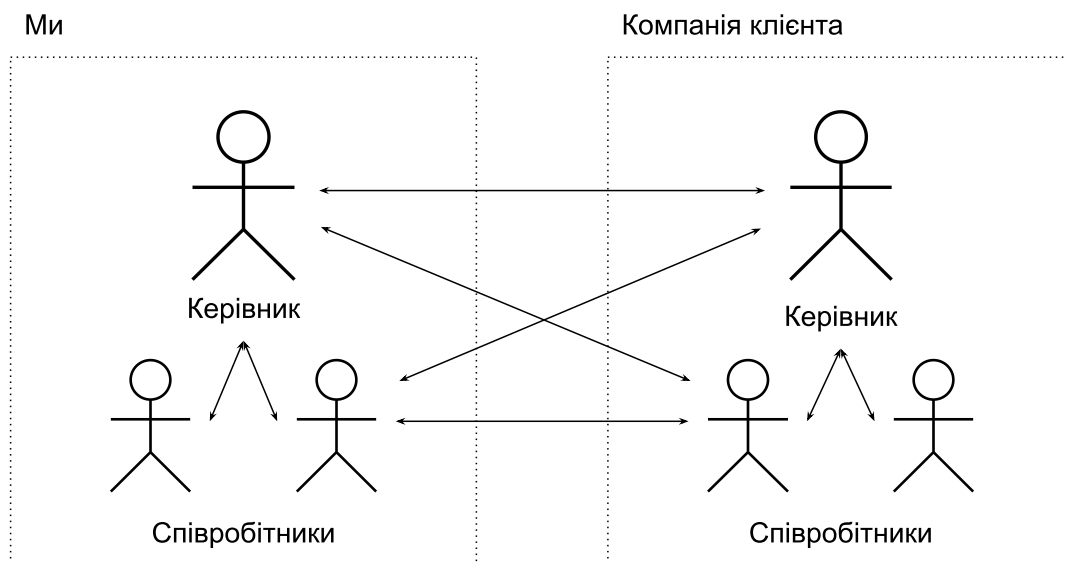 Ми
Компанія клієнта
Керівник
Керівник
Співробітники
Співробітники